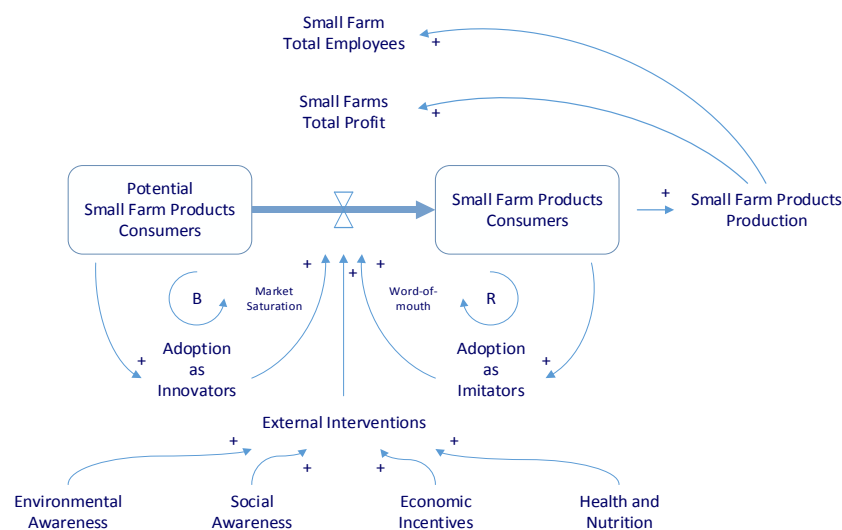 Small Farm
Total Employees
+
Small Farms
Total Profit
+
Potential
Small Farm Products
Consumers
Small Farm Products
Consumers
+
Small Farm Products
Production
+
+
+
B
Market
Saturation
Word-of-
mouth
R
+
Adoption
as
Innovators
Adoption
as
Imitators
+
External Interventions
+
+
+
+
Environmental
Awareness
Social
Awareness
Economic
Incentives
Health and
Nutrition